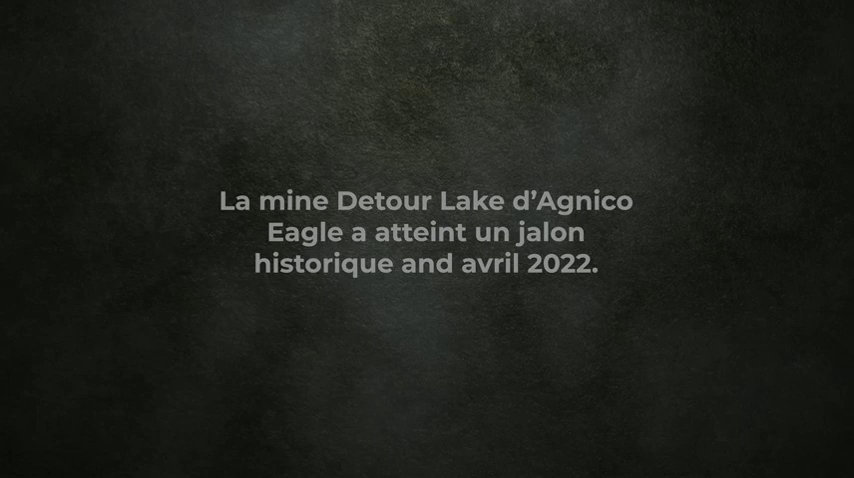 La mine Detour Lake d’Agnico
Eagle a atteint un jalon
historique and avril 2022.